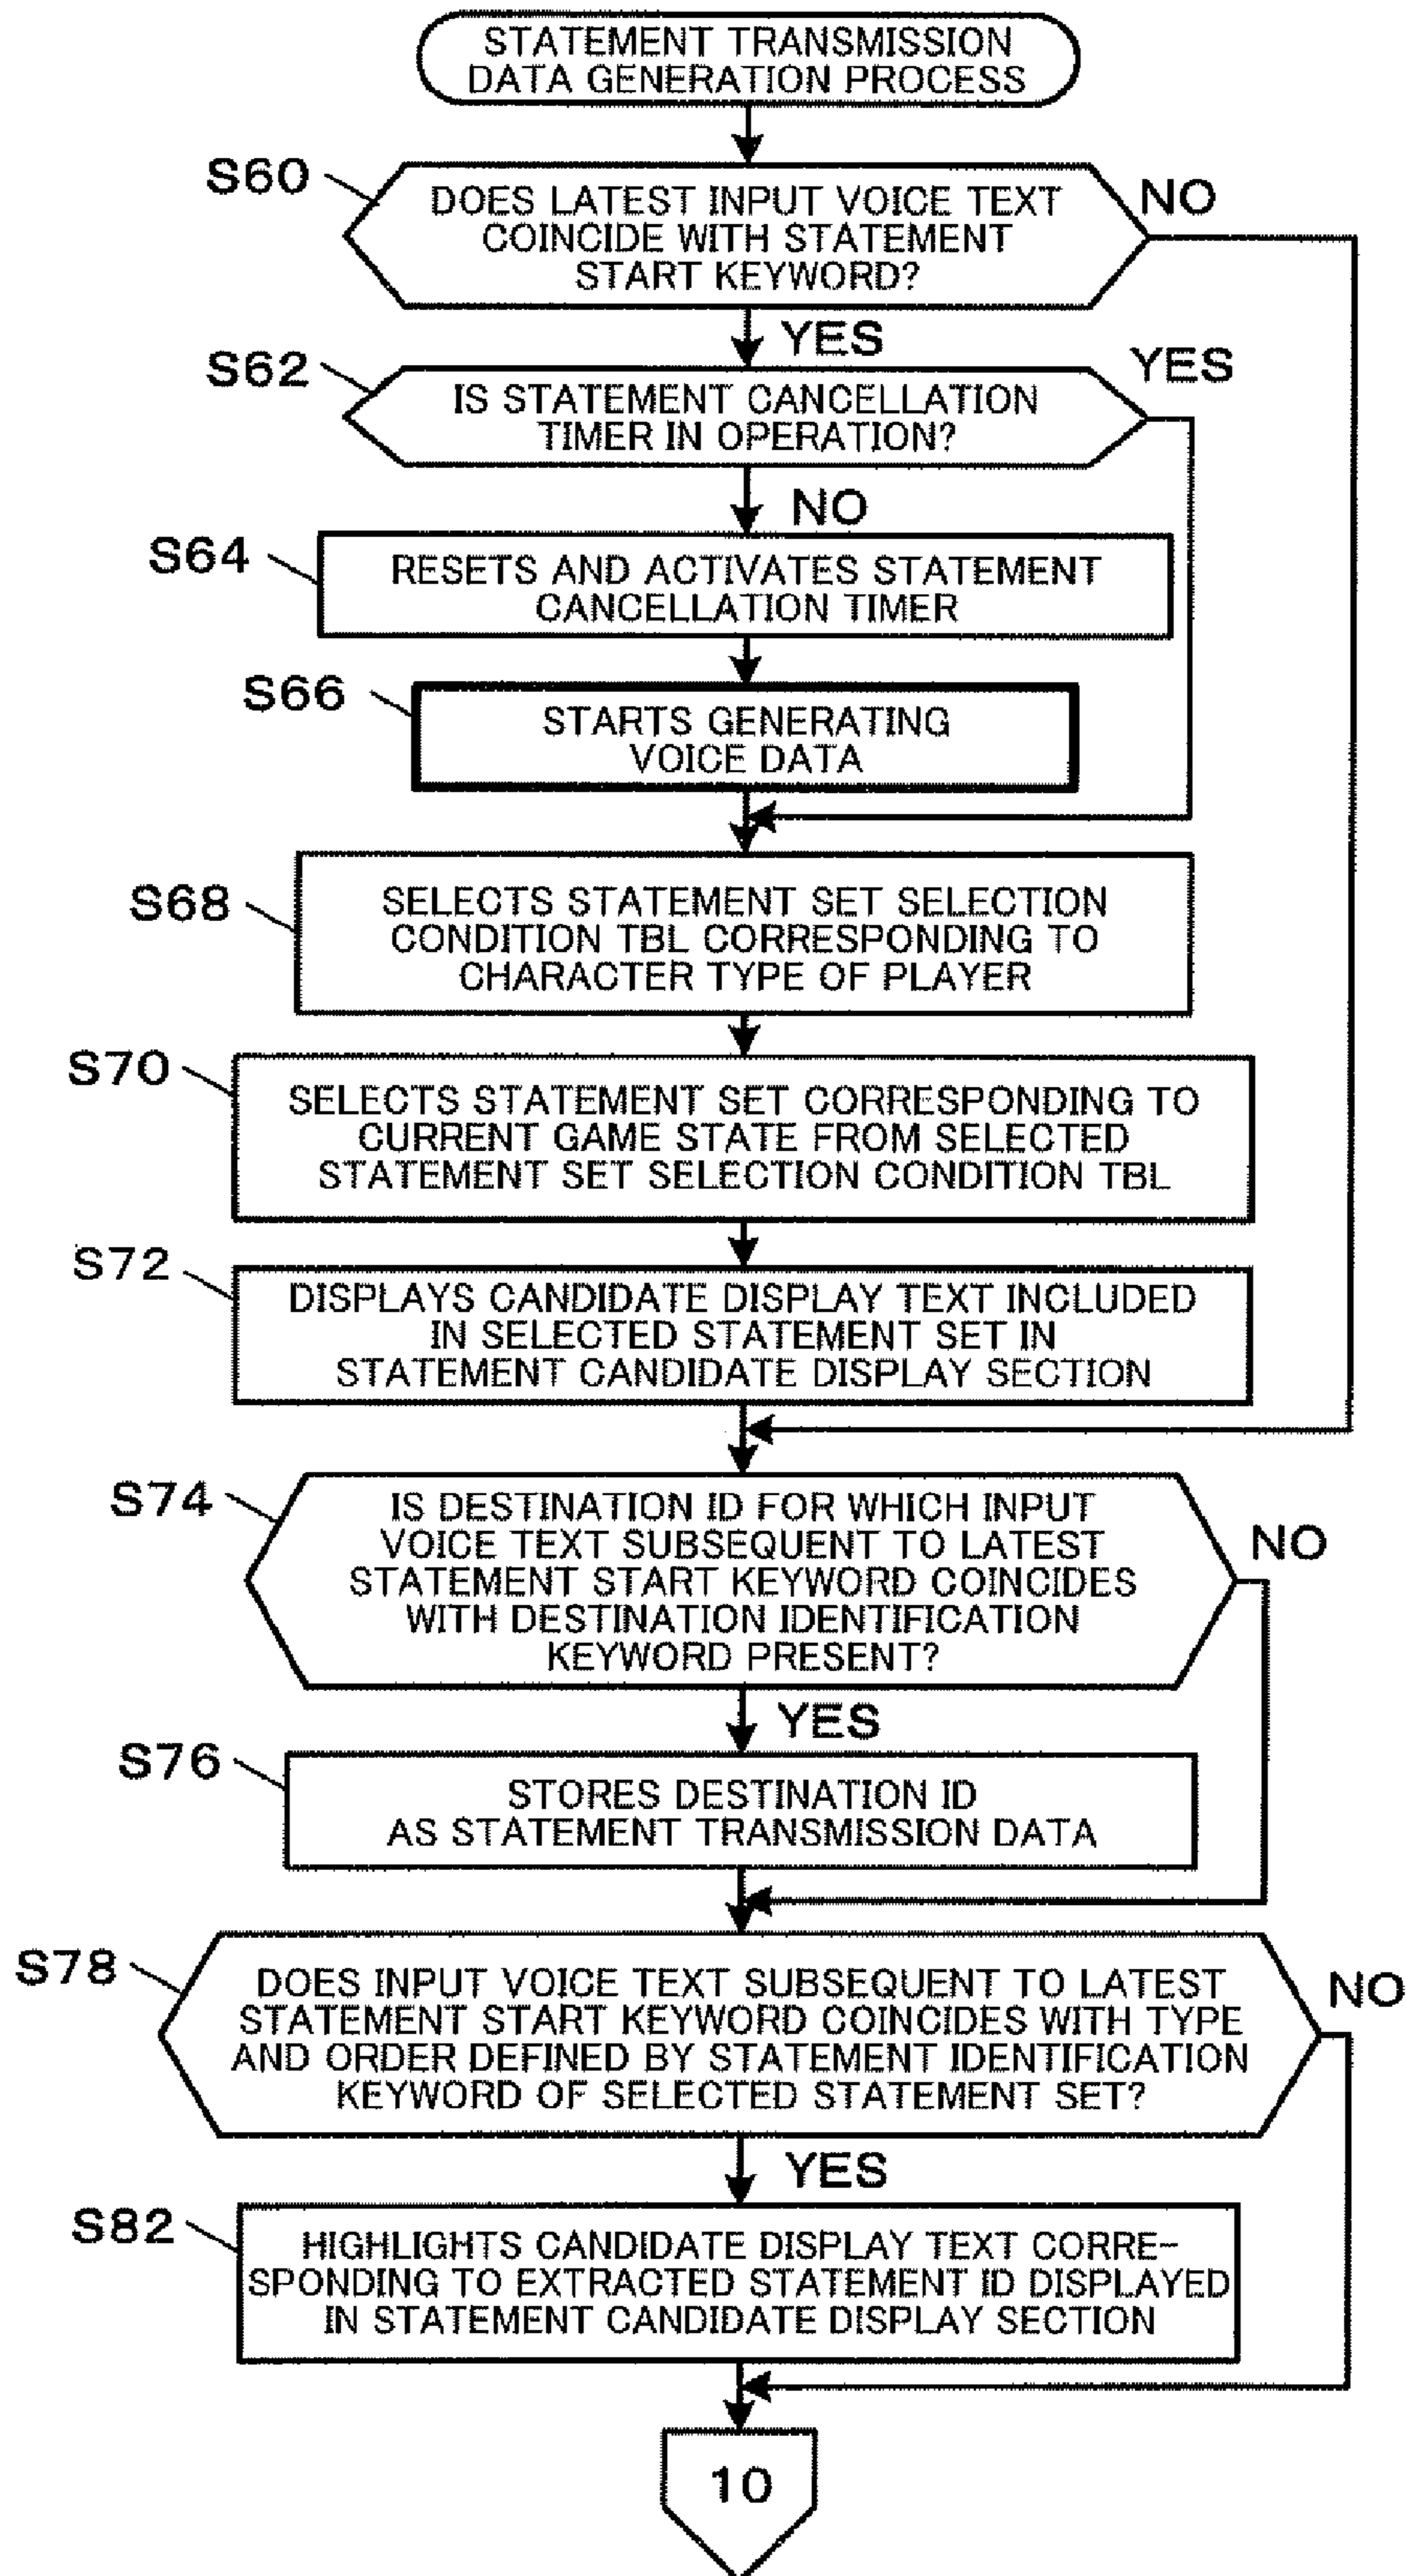 STATEMENT TRANSMISSION
DATA GENERATION PROCESS
S60
DOES LATEST INPUT VOICE TEXT
COINCIDE WITH STATEMENT
START KEYWORD?
NO
YES
S62
IS STATEMENT CANCELLATION
TIMER IN OPERATION?
YES
NO
S64
RESETS AND ACTIVATES STATEMENT
CANCELLATION TIMER
S66
STARTS GENERATING
VOICE DATA
S68
SELECTS STATEMENT SET SELECTION
CONDITION TBL CORRESPONDING TO
CHARACTER TYPE OF PLAYER
S70
SELECTS STATEMENT SET CORRESPONDING TO
CURRENT GAME STATE FROM SELECTED
STATEMENT SET SELECTION CONDITION TBL
S72
DISPLAYS CANDIDATE DISPLAY TEXT INCLUDED
IN SELECTED STATEMENT SET IN
STATEMENT CANDIDATE DISPLAY SECTION
S74
IS DESTINATION ID FOR WHICH INPUT
VOICE TEXT SUBSEQUENT TO LATEST
STATEMENT START KEYWORD COINCIDES
WITH DESTINATION IDENTIFICATION
KEYWORD PRESENT?
NO
YES
S76
STORES DESTINATION ID
AS STATEMENT TRANSMISSION DATA
S78
DOES INPUT VOICE TEXT SUBSEQUENT TO LATEST
STATEMENT START KEYWORD COINCIDES WITH TYPE
AND ORDER DEFINED BY STATEMENT IDENTIFICATION
KEYWORD OF SELECTED STATEMENT SET?
NO
YES
S82
HIGHLIGHTS CANDIDATE DISPLAY TEXT CORRE-
SPONDING TO EXTRACTED STATEMENT ID DISPLAYED
IN STATEMENT CANDIDATE DISPLAY SECTION
10